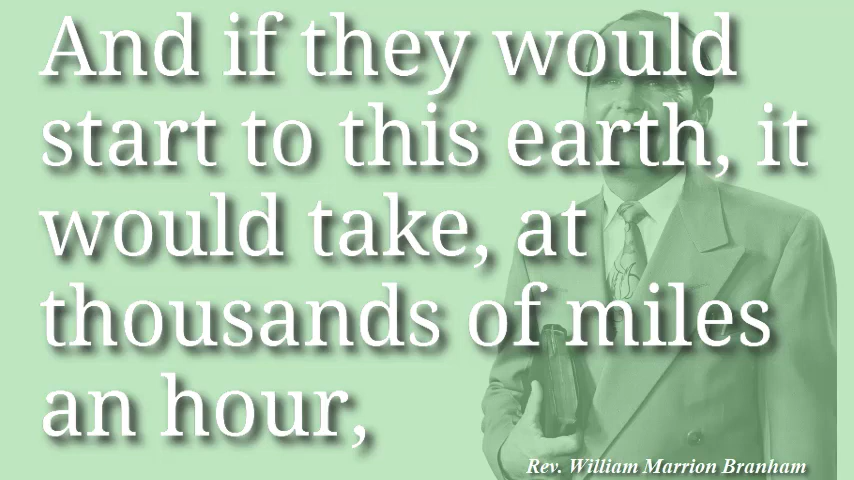 And if they would
start to this earth, it
would take, at
thousands of miles
an hour,
Rev. William Marrion Branham